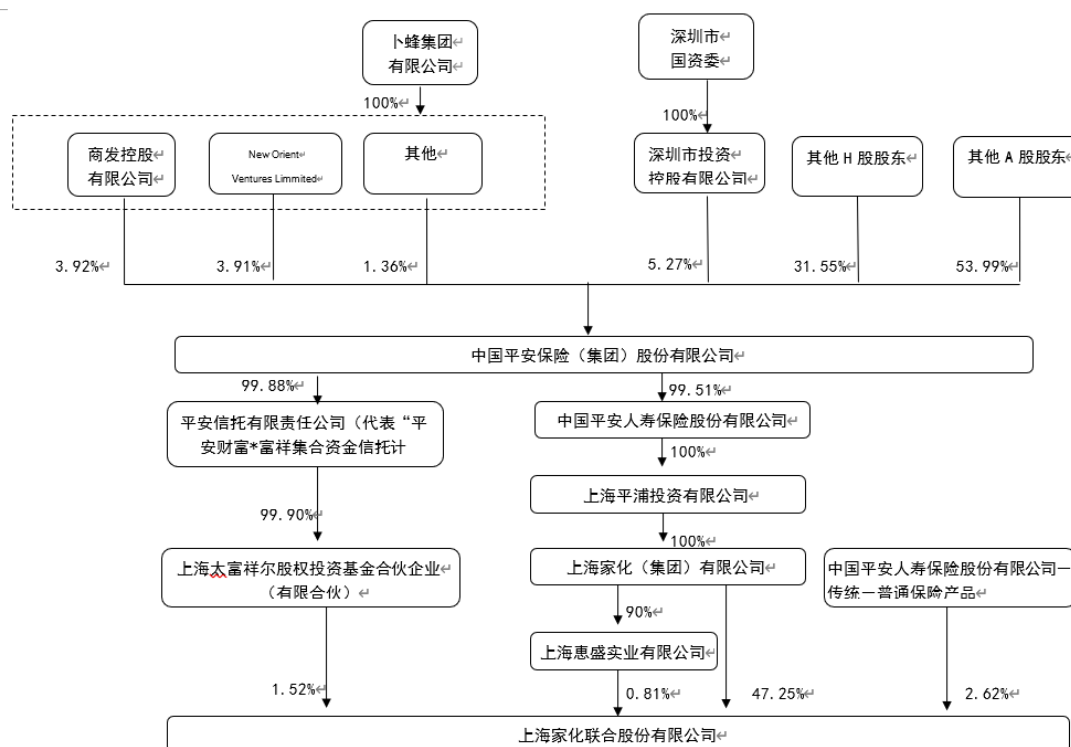 卜蜂集团
有限公司
深圳市
国资委
100%
100%
商发控股
有限公司
New Orient
Ventures Limmited
其他
深圳市投资
控股有限公司
其他 H 股股东
其他 A 股股东
3.92%
3.91%
1.36%
5.27%
31.55%
53.99%
中国平安保险（集团）股份有限公司
99.88%
99.51%
平安信托有限责任公司（代表“平
安财富*富祥集合资金信托计
中国平安人寿保险股份有限公司
100%
上海平浦投资有限公司
99.90%
100%
上海太富祥尔股权投资基金合伙企业
（有限合伙）
上海家化（集团）有限公司
中国平安人寿保险股份有限公司—
传统—普通保险产品
90%
上海惠盛实业有限公司
1.52%
0.81%
47.25%
2.62%
上海家化联合股份有限公司